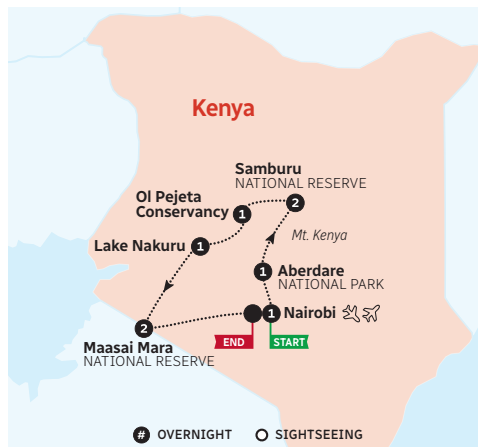 Kenya
Samburu
NATIONAL RESERVE
2
Ol Pejeta
Conservancy
1
Mt. Kenya
Lake Nakuru
1
1
Aberdare
NATIONAL PARK
1
Nairobi
END
START
2
Maasai Mara
NATIONAL RESERVE
# OVERNIGHT
SIGHTSEEING